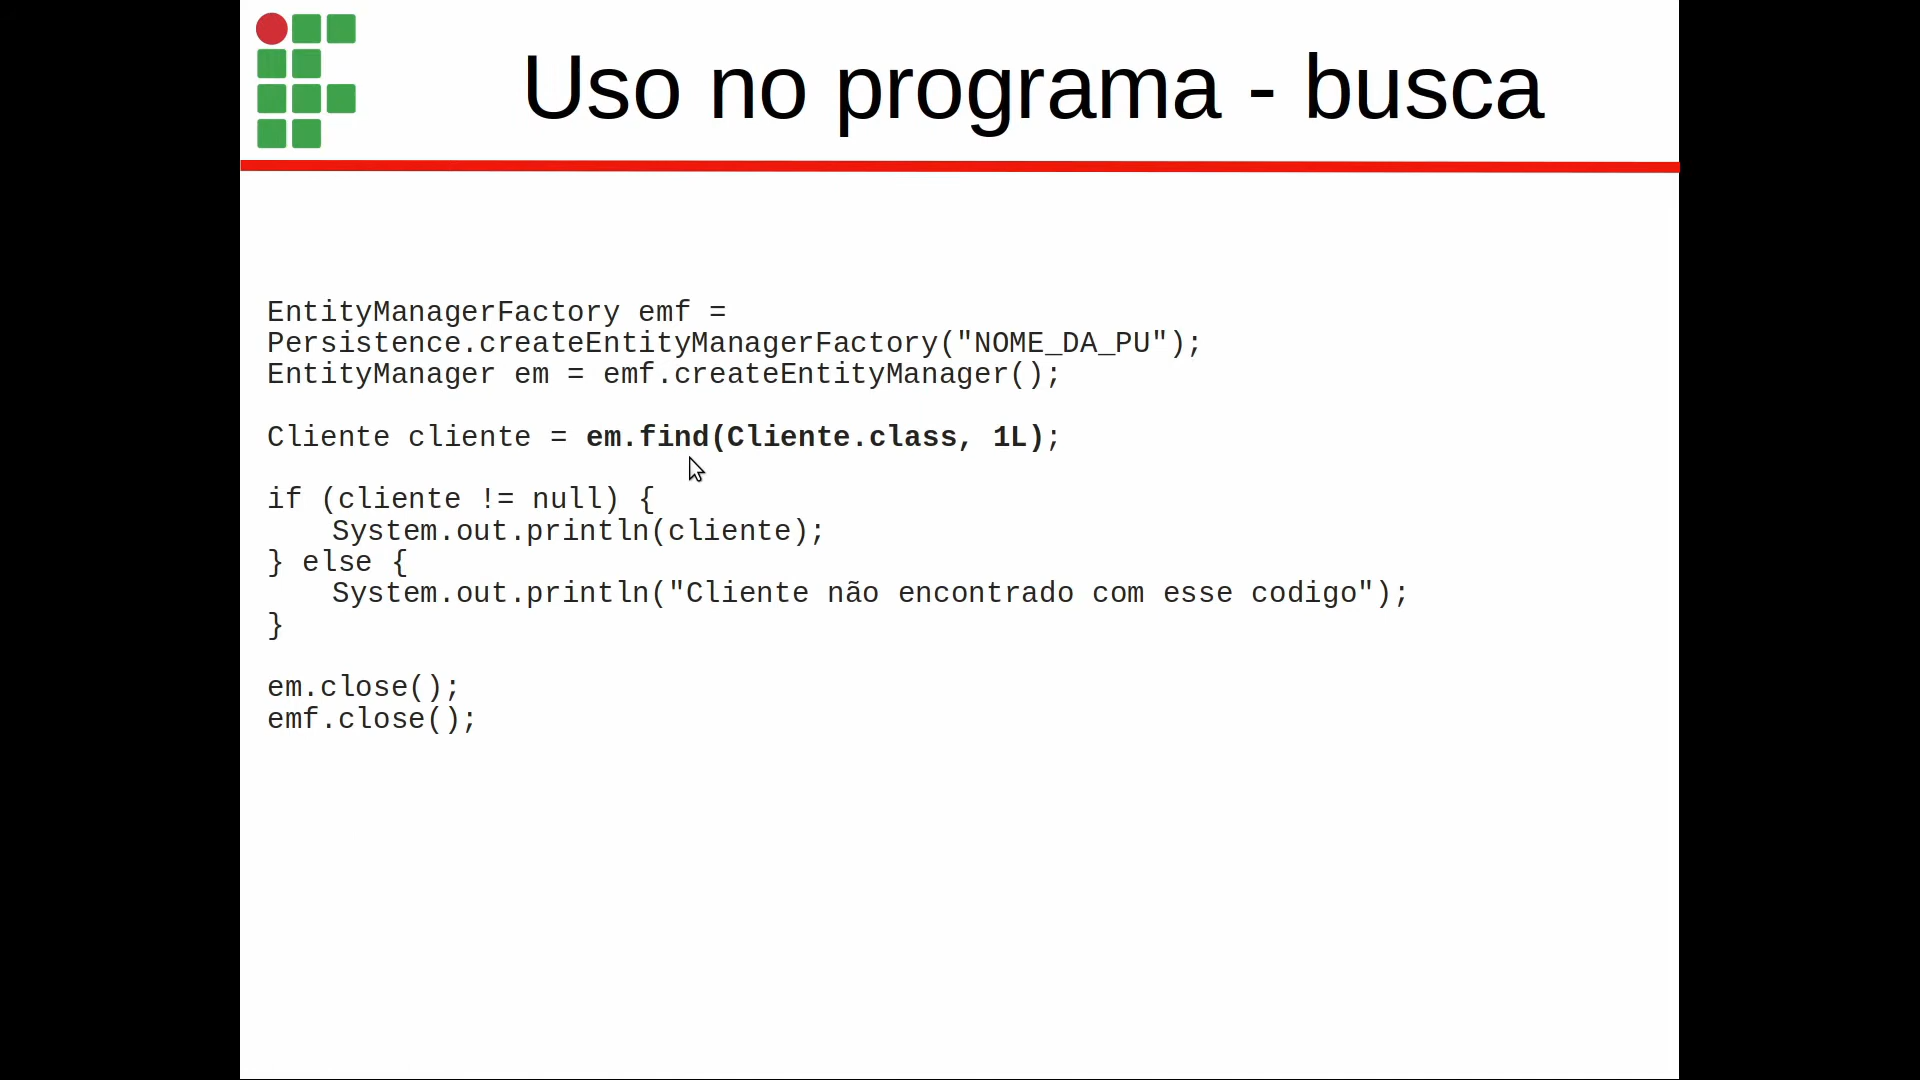 Uso no programa - busca
EntityManagerFactory emf =
Persistence.createEntityManagerFactory("NOME_DA_PU");
EntityManager em = emf.createEntityManager();
Cliente cliente = em.find(Cliente.class, 1L);
if (cliente != null) {
System.out.println(cliente);
} else {
System.out.println("Cliente não encontrado com esse codigo");
}
em.close();
emf.close();